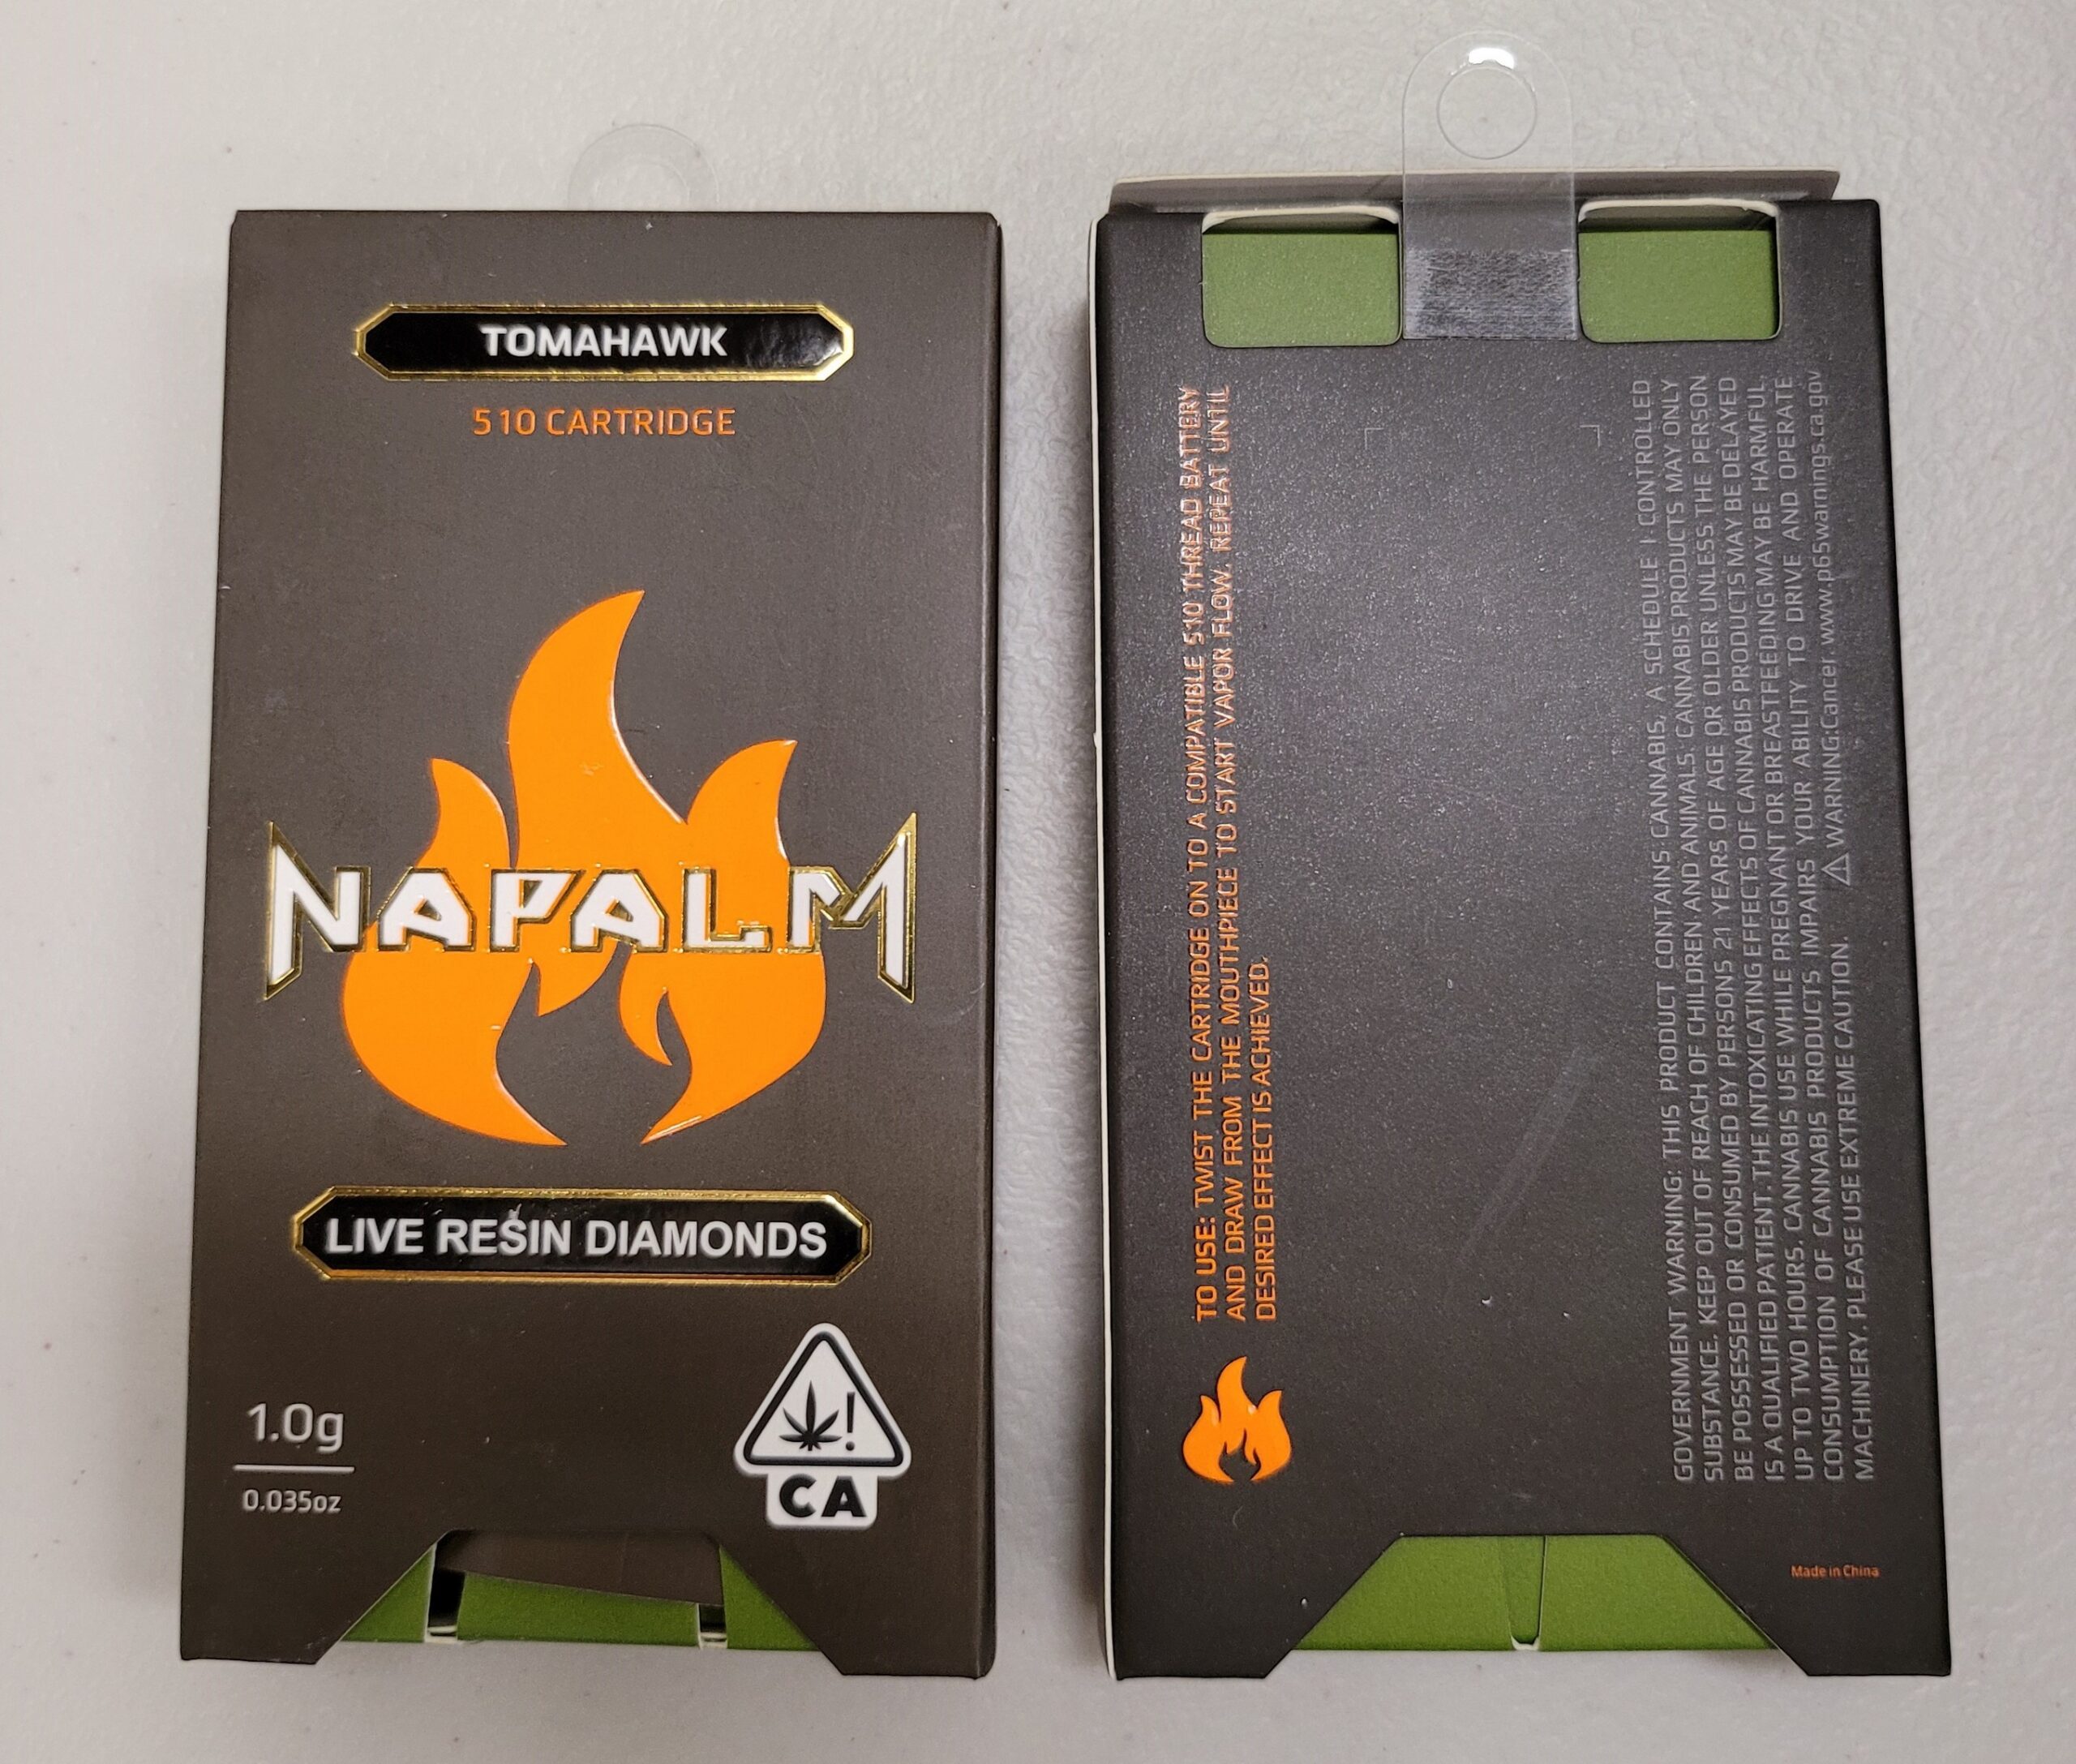 TOMAHAWK
510 CARTRIDGE
NAPALM
LIVE RESIN DIAMONDS
1.0g
0.035oz
!
CA
TO USE: TWIST THE CARTRIDGE ON TO A COMPATIBLE 510 THREAD BATTERY
AND DRAW FROM THE MOUTHPIECE TO START VAPOR FLOW. REPEAT UNTIL
DESIRED EFFECT IS ACHIEVED.
GOVERNMENT WARNING: THIS PRODUCT CONTAINS CANNABIS, A SCHEDULE I CONTROLLED
SUBSTANCE. KEEP OUT OF REACH OF CHILDREN AND ANIMALS. CANNABIS PRODUCTS MAY ONLY
BE POSSESSED OR CONSUMED BY PERSONS 21 YEARS OF AGE OR OLDER UNLESS THE PERSON
IS A QUALIFIED PATIENT. THE INTOXICATING EFFECTS OF CANNABIS PRODUCTS MAY BE DELAYED
UP TO TWO HOURS. CANNABIS USE WHILE PREGNANT OR BREASTFEEDING MAY BE HARMFUL.
CONSUMPTION OF CANNABIS PRODUCTS IMPAIRS YOUR ABILITY TO DRIVE AND OPERATE
MACHINERY. PLEASE USE EXTREME CAUTION. ⚠WARNING:Cancer. www.p65warnings.ca.gov
Made in China